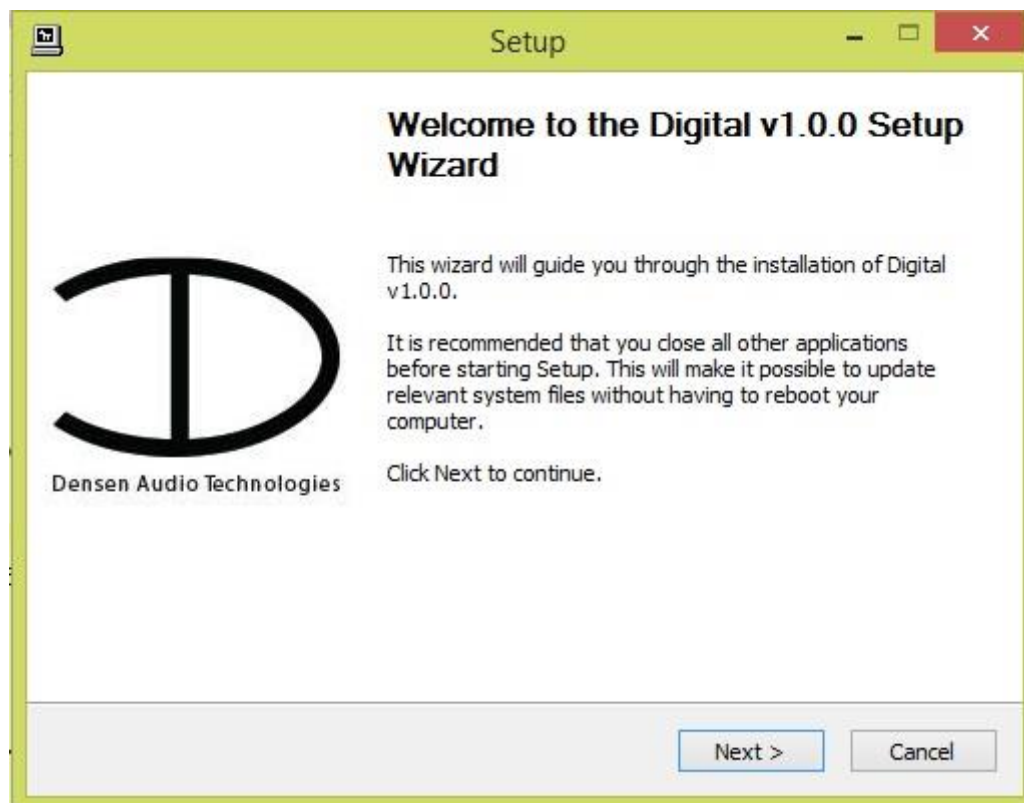 Setup
Welcome to the Digital v1.0.0 Setup
Wizard
This wizard will guide you through the installation of Digital
v1.0.0.
It is recommended that you close all other applications
before starting Setup. This will make it possible to update
relevant system files without having to reboot your
computer.
Click Next to continue.
Densen Audio Technologies
Next >
Cancel